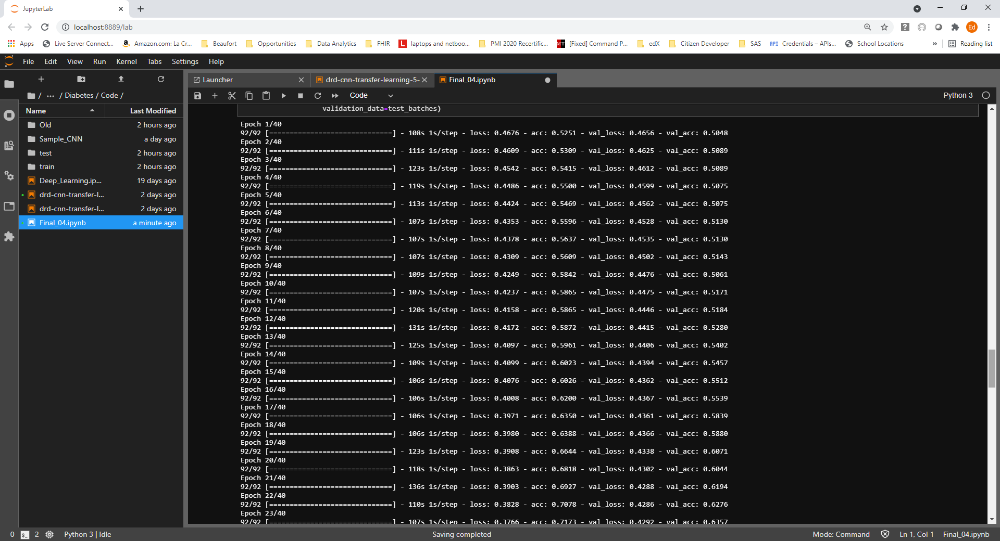 JupyterLab
localhost:8889/lab
Ed
Apps
Live Server Connect...
Amazon.com: La Cr...
Beaufort
Opportunities
Data Analytics
FHIR
L
laptops and netboo...
PMI 2020 Recertific...
MT
[Fixed] Command P...
edX
Citizen Developer
SAS
API
Credentials – APIs...
School Locations
»
Reading list
File Edit View Run Kernel Tabs Settings Help
/ ... / Diabetes / Code /
Name Last Modified
Old 2 hours ago
Sample_CNN a day ago
test 2 hours ago
train 2 hours ago
Deep_Learning.ip... 19 days ago
drd-cnn-transfer-l... 2 days ago
drd-cnn-transfer-l... 2 days ago
Final_04.ipynb a minute ago
Launcher
drd-cnn-transfer-learning-5-
Final_04.ipynb
Code
Python 3
validation_data=test_batches)
Epoch 1/40
92/92 [==============================] - 108s 1s/step - loss: 0.4676 - acc: 0.5251 - val_loss: 0.4656 - val_acc: 0.5048
Epoch 2/40
92/92 [==============================] - 111s 1s/step - loss: 0.4609 - acc: 0.5309 - val_loss: 0.4625 - val_acc: 0.5089
Epoch 3/40
92/92 [==============================] - 123s 1s/step - loss: 0.4542 - acc: 0.5415 - val_loss: 0.4612 - val_acc: 0.5089
Epoch 4/40
92/92 [==============================] - 119s 1s/step - loss: 0.4486 - acc: 0.5500 - val_loss: 0.4599 - val_acc: 0.5075
Epoch 5/40
92/92 [==============================] - 113s 1s/step - loss: 0.4424 - acc: 0.5469 - val_loss: 0.4562 - val_acc: 0.5075
Epoch 6/40
92/92 [==============================] - 107s 1s/step - loss: 0.4353 - acc: 0.5596 - val_loss: 0.4528 - val_acc: 0.5130
Epoch 7/40
92/92 [==============================] - 107s 1s/step - loss: 0.4378 - acc: 0.5637 - val_loss: 0.4535 - val_acc: 0.5130
Epoch 8/40
92/92 [==============================] - 107s 1s/step - loss: 0.4309 - acc: 0.5609 - val_loss: 0.4502 - val_acc: 0.5143
Epoch 9/40
92/92 [==============================] - 109s 1s/step - loss: 0.4249 - acc: 0.5842 - val_loss: 0.4476 - val_acc: 0.5061
Epoch 10/40
92/92 [==============================] - 107s 1s/step - loss: 0.4237 - acc: 0.5865 - val_loss: 0.4475 - val_acc: 0.5171
Epoch 11/40
92/92 [==============================] - 120s 1s/step - loss: 0.4158 - acc: 0.5865 - val_loss: 0.4446 - val_acc: 0.5184
Epoch 12/40
92/92 [==============================] - 131s 1s/step - loss: 0.4172 - acc: 0.5872 - val_loss: 0.4415 - val_acc: 0.5280
Epoch 13/40
92/92 [==============================] - 125s 1s/step - loss: 0.4097 - acc: 0.5961 - val_loss: 0.4406 - val_acc: 0.5402
Epoch 14/40
92/92 [==============================] - 109s 1s/step - loss: 0.4099 - acc: 0.6023 - val_loss: 0.4394 - val_acc: 0.5457
Epoch 15/40
92/92 [==============================] - 106s 1s/step - loss: 0.4076 - acc: 0.6026 - val_loss: 0.4362 - val_acc: 0.5512
Epoch 16/40
92/92 [==============================] - 106s 1s/step - loss: 0.4008 - acc: 0.6200 - val_loss: 0.4367 - val_acc: 0.5539
Epoch 17/40
92/92 [==============================] - 106s 1s/step - loss: 0.3971 - acc: 0.6350 - val_loss: 0.4361 - val_acc: 0.5839
Epoch 18/40
92/92 [==============================] - 106s 1s/step - loss: 0.3980 - acc: 0.6388 - val_loss: 0.4366 - val_acc: 0.5880
Epoch 19/40
92/92 [==============================] - 123s 1s/step - loss: 0.3908 - acc: 0.6644 - val_loss: 0.4338 - val_acc: 0.6071
Epoch 20/40
92/92 [==============================] - 118s 1s/step - loss: 0.3863 - acc: 0.6818 - val_loss: 0.4302 - val_acc: 0.6044
Epoch 21/40
92/92 [==============================] - 136s 1s/step - loss: 0.3903 - acc: 0.6927 - val_loss: 0.4288 - val_acc: 0.6194
Epoch 22/40
92/92 [==============================] - 110s 1s/step - loss: 0.3828 - acc: 0.7078 - val_loss: 0.4286 - val_acc: 0.6276
Epoch 23/40
92/92 [==============================] - 107s 1s/step - loss: 0.3766 - acc: 0.7173 - val_loss: 0.4292 - val_acc: 0.6357
0 $_ 2 Python 3 | Idle
Saving completed
Mode: Command
Ln 1, Col 1
Final_04.ipynb